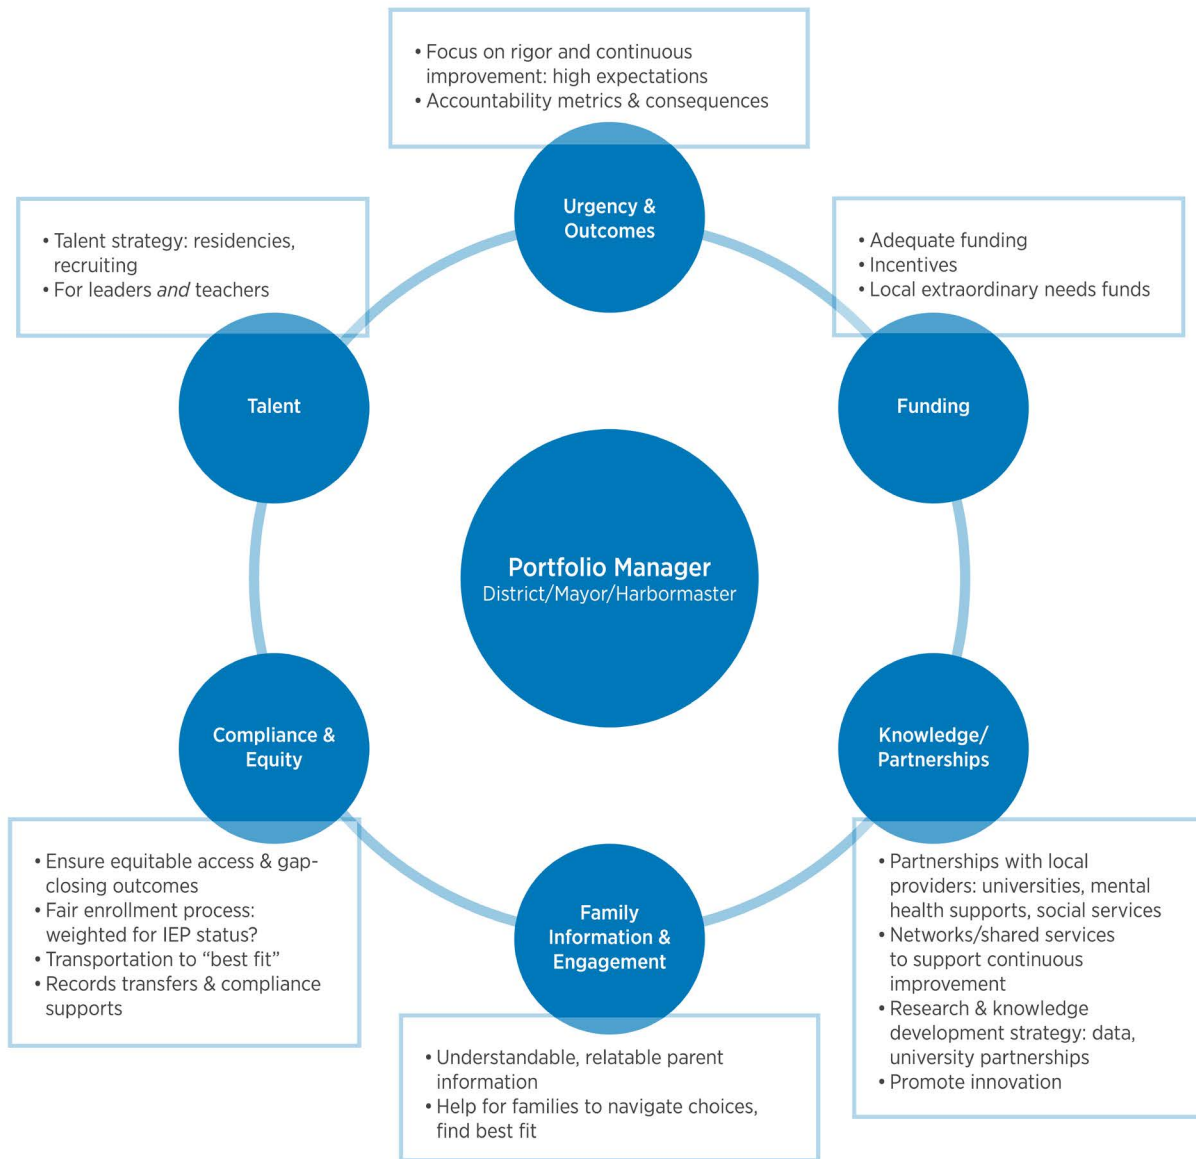 • Focus on rigor and continuous
improvement: high expectations
• Accountability metrics & consequences
Urgency &
Outcomes
• Talent strategy: residencies,
recruiting
• For leaders and teachers
Talent
• Adequate funding
• Incentives
• Local extraordinary needs funds
Funding
Portfolio Manager
District/Mayor/Harbormaster
Compliance &
Equity
• Ensure equitable access & gap-
closing outcomes
• Fair enrollment process:
weighted for IEP status?
• Transportation to “best fit”
• Records transfers & compliance
supports
Family
Information &
Engagement
• Understandable, relatable parent
information
• Help for families to navigate choices,
find best fit
Knowledge/
Partnerships
• Partnerships with local
providers: universities, mental
health supports, social services
• Networks/shared services
to support continuous
improvement
• Research & knowledge
development strategy: data,
university partnerships
• Promote innovation